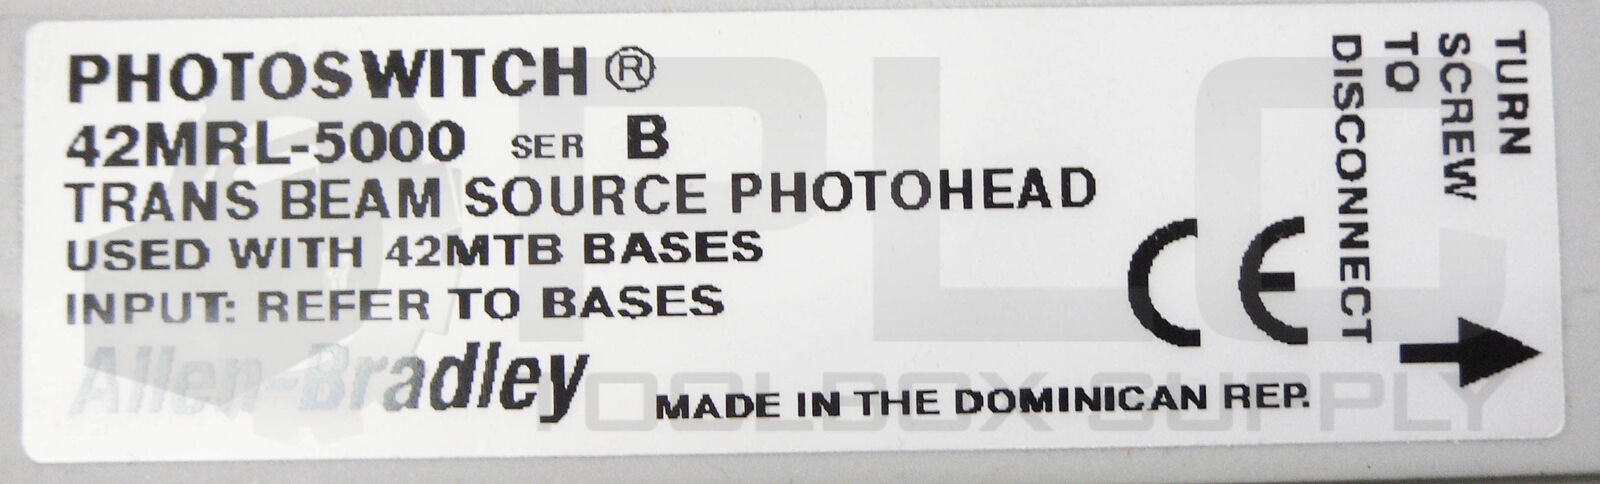 PHOTOSWITCH®
42MRL-5000 SER B
TRANS BEAM SOURCE PHOTOHEAD
USED WITH 42MTB BASES
INPUT: REFER TO BASES
Allen-Bradley
MADE IN THE DOMINICAN REP.
CE
TURN
SCREW
TO
DISCONNECT
PLC
TOOLBOX SUPPLY